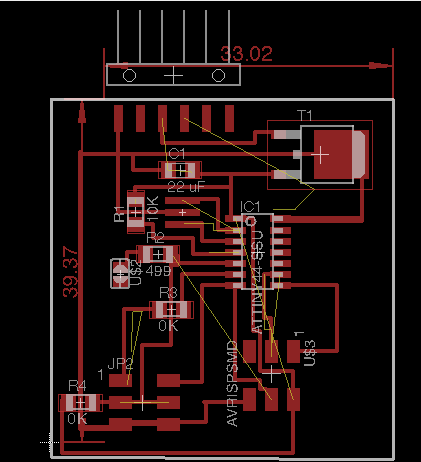 33.02
T1
C1
22 uF
R1
10K
IC1
ATTINY44-SSU
R2
499
U$2
39.37
R3
0K
JP2
1
AVRISPSMD
1
U$3
R4
0K